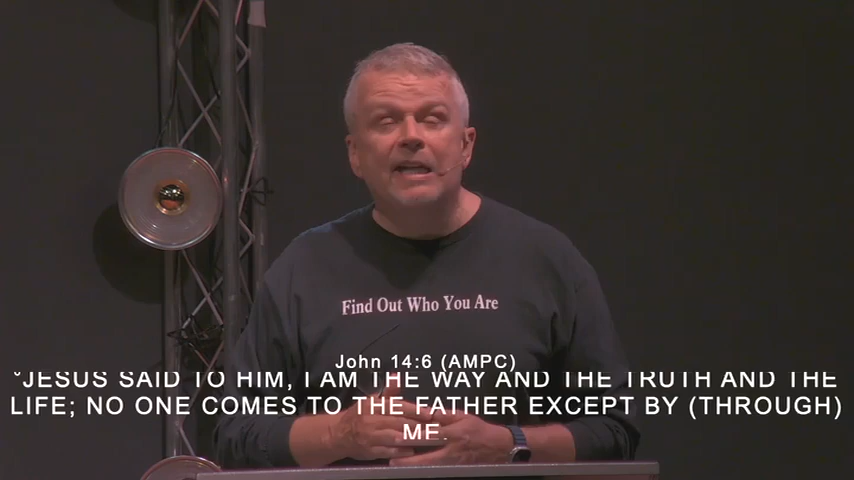 Find Out Who You Are
John 14:6 (AMPC)
"JESUS SAID TO HIM, I AM THE WAY AND THE TRUTH AND THE
LIFE; NO ONE COMES TO THE FATHER EXCEPT BY (THROUGH)
ME.